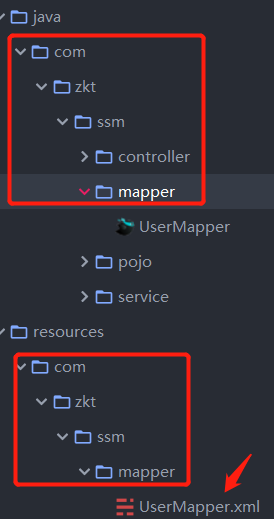 java
com
zkt
ssm
controller
mapper
UserMapper
pojo
service
resources
com
zkt
ssm
mapper
UserMapper.xml